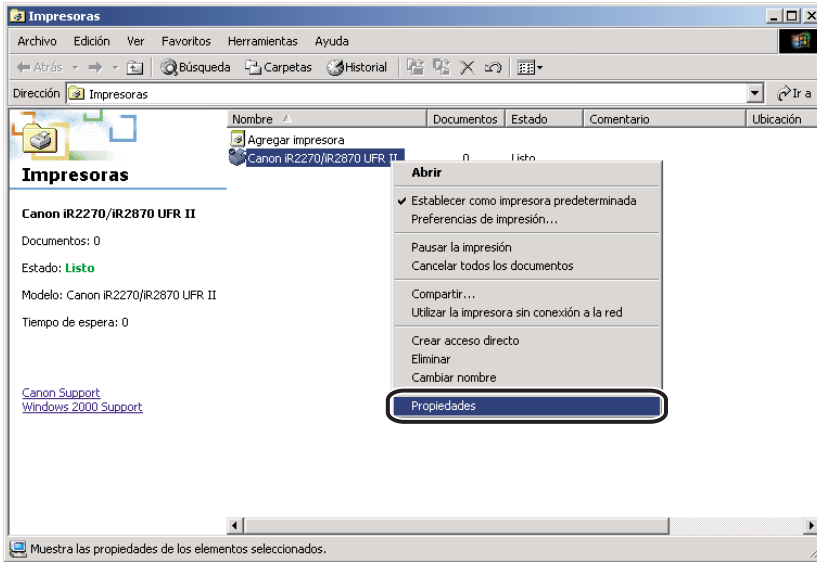 Impresoras
Archivo Edición Ver Favoritos Herramientas Ayuda
Atrás Búsqueda Carpetas Historial
Dirección Impresoras Ir a
Nombre Documentos Estado Comentario Ubicación
Agregar impresora
Canon iR2270/iR2870 UFR II 0 Listo
Impresoras
Canon iR2270/iR2870 UFR II
Documentos: 0
Estado: Listo
Modelo: Canon iR2270/iR2870 UFR II
Tiempo de espera: 0
Canon Support
Windows 2000 Support
Abrir
Establecer como impresora predeterminada
Preferencias de impresión...
Pausar la impresión
Cancelar todos los documentos
Compartir...
Utilizar la impresora sin conexión a la red
Crear acceso directo
Eliminar
Cambiar nombre
Propiedades
Muestra las propiedades de los elementos seleccionados.